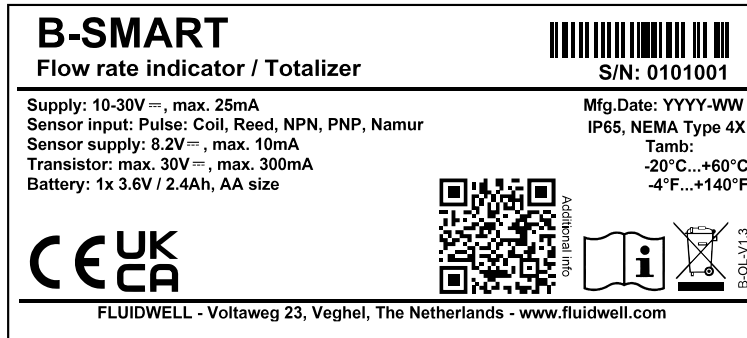 B-SMART
Flow rate indicator / Totalizer
S/N: 0101001
Supply: 10-30V ⎓, max. 25mA
Sensor input: Pulse: Coil, Reed, NPN, PNP, Namur
Sensor supply: 8.2V⎓, max. 10mA
Transistor: max. 30V⎓, max. 300mA
Battery: 1x 3.6V / 2.4Ah, AA size
Mfg.Date: YYYY-WW
IP65, NEMA Type 4X
Tamb:
-20°C...+60°C
-4°F...+140°F
CE UK
CA
Additional info
i
B-OL-V1.3
FLUIDWELL - Voltaweg 23, Veghel, The Netherlands - www.fluidwell.com